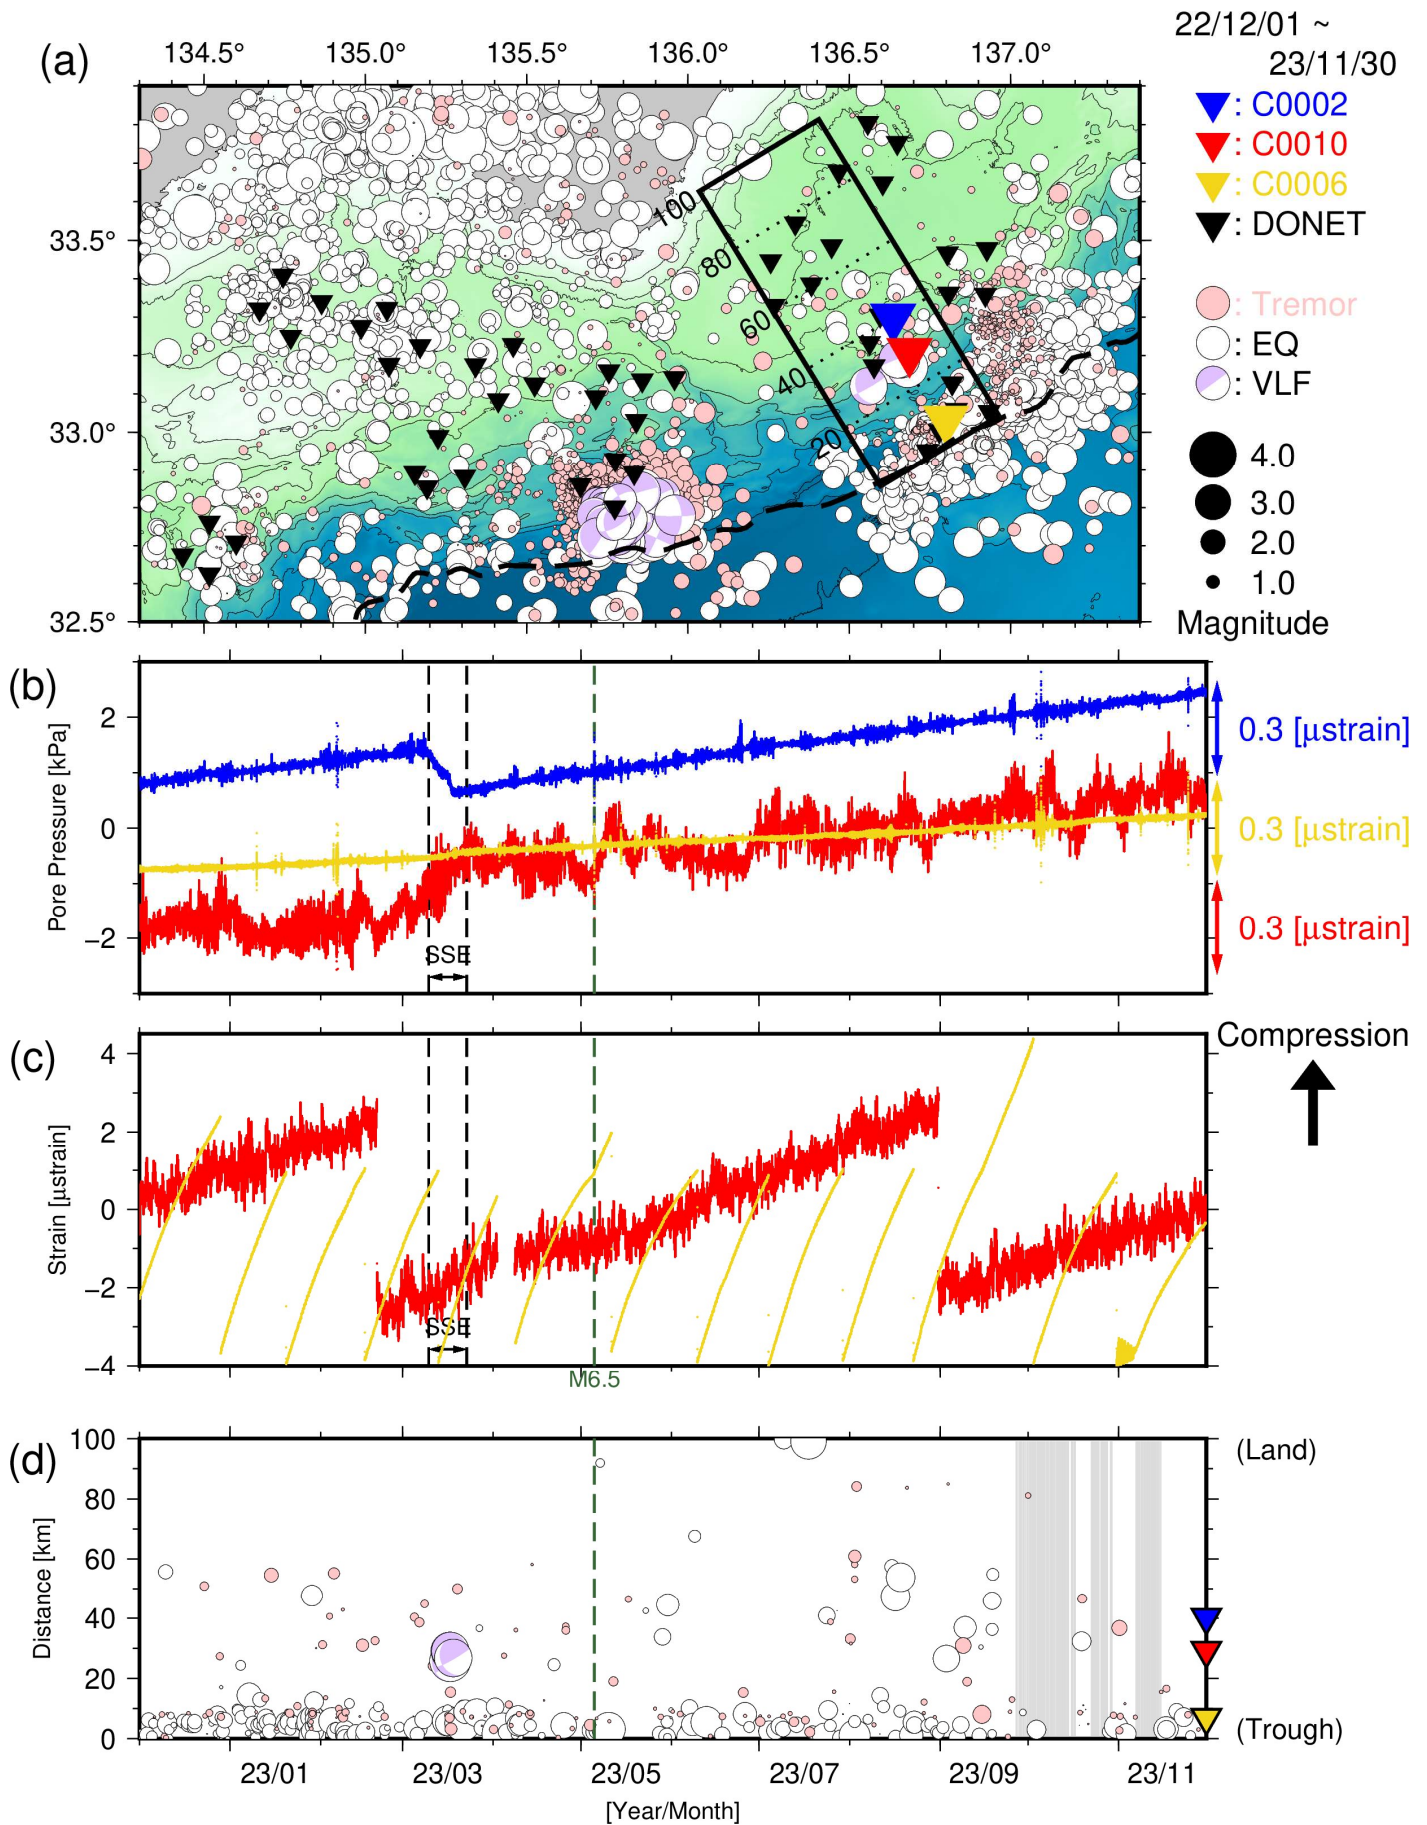 (a)
134.5° 135.0° 135.5° 136.0° 136.5° 137.0°
33.5°
33.0°
32.5°
100
80
60
40
20
22/12/01 ~
23/11/30
: C0002
: C0010
: C0006
: DONET
: Tremor
: EQ
: VLF
4.0
3.0
2.0
1.0
Magnitude
(b)
Pore Pressure [kPa]
2
0
−2
SSE
0.3 [μstrain]
0.3 [μstrain]
0.3 [μstrain]
(c)
Strain [μstrain]
4
2
0
−2
−4
SSE
M6.5
Compression
(d)
Distance [km]
100
80
60
40
20
0
(Land)
(Trough)
23/01 23/03 23/05 23/07 23/09 23/11
[Year/Month]